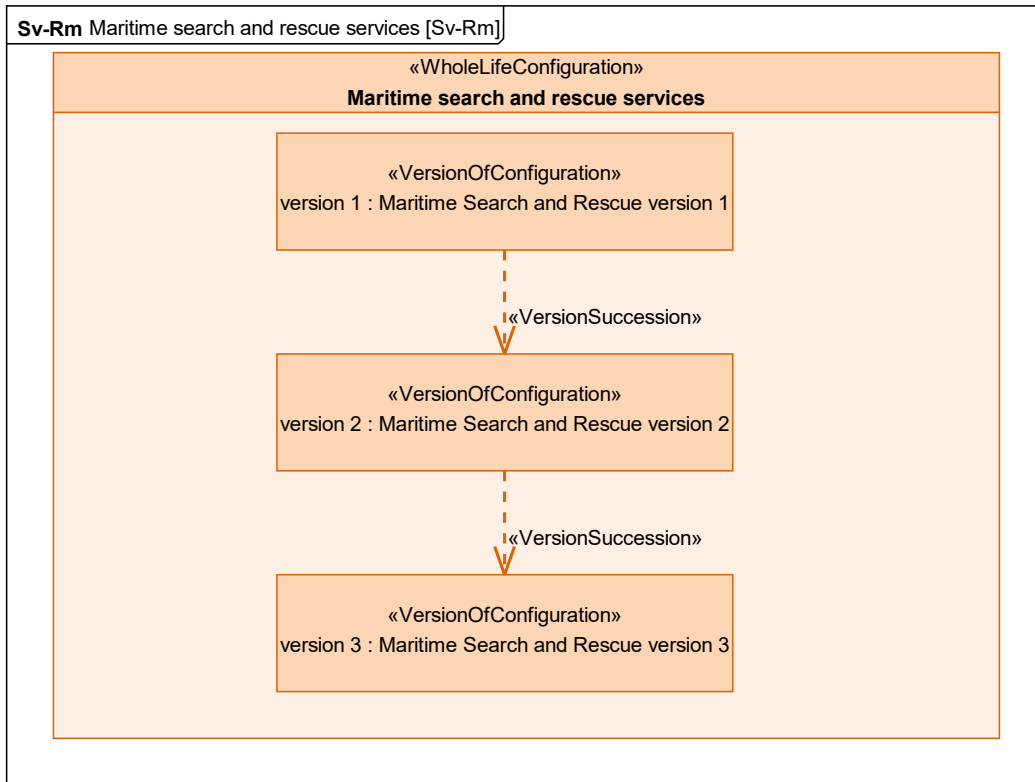 Sv-Rm Maritime search and rescue services [Sv-Rm]
«WholeLifeConfiguration»
Maritime search and rescue services
«VersionOfConfiguration»
version 1 : Maritime Search and Rescue version 1
«VersionSuccession»
«VersionOfConfiguration»
version 2 : Maritime Search and Rescue version 2
«VersionSuccession»
«VersionOfConfiguration»
version 3 : Maritime Search and Rescue version 3